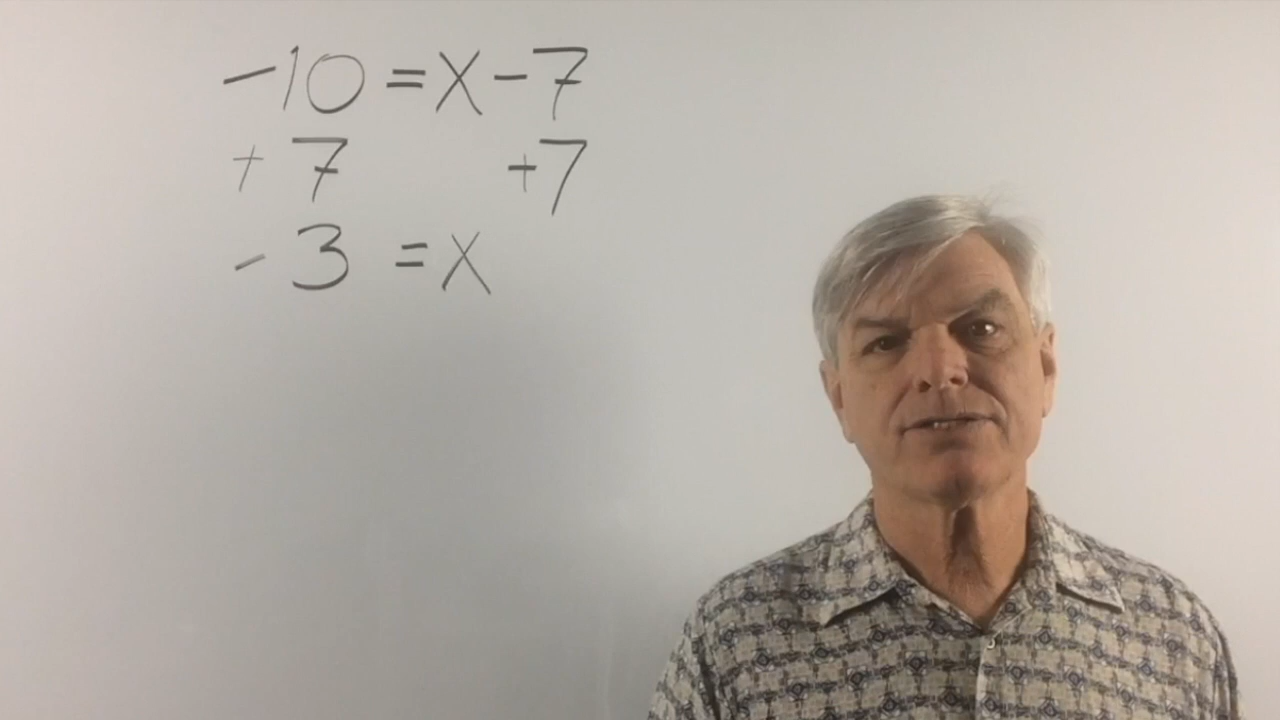 -10 = X - 7
+ 7 +7
- 3 = X